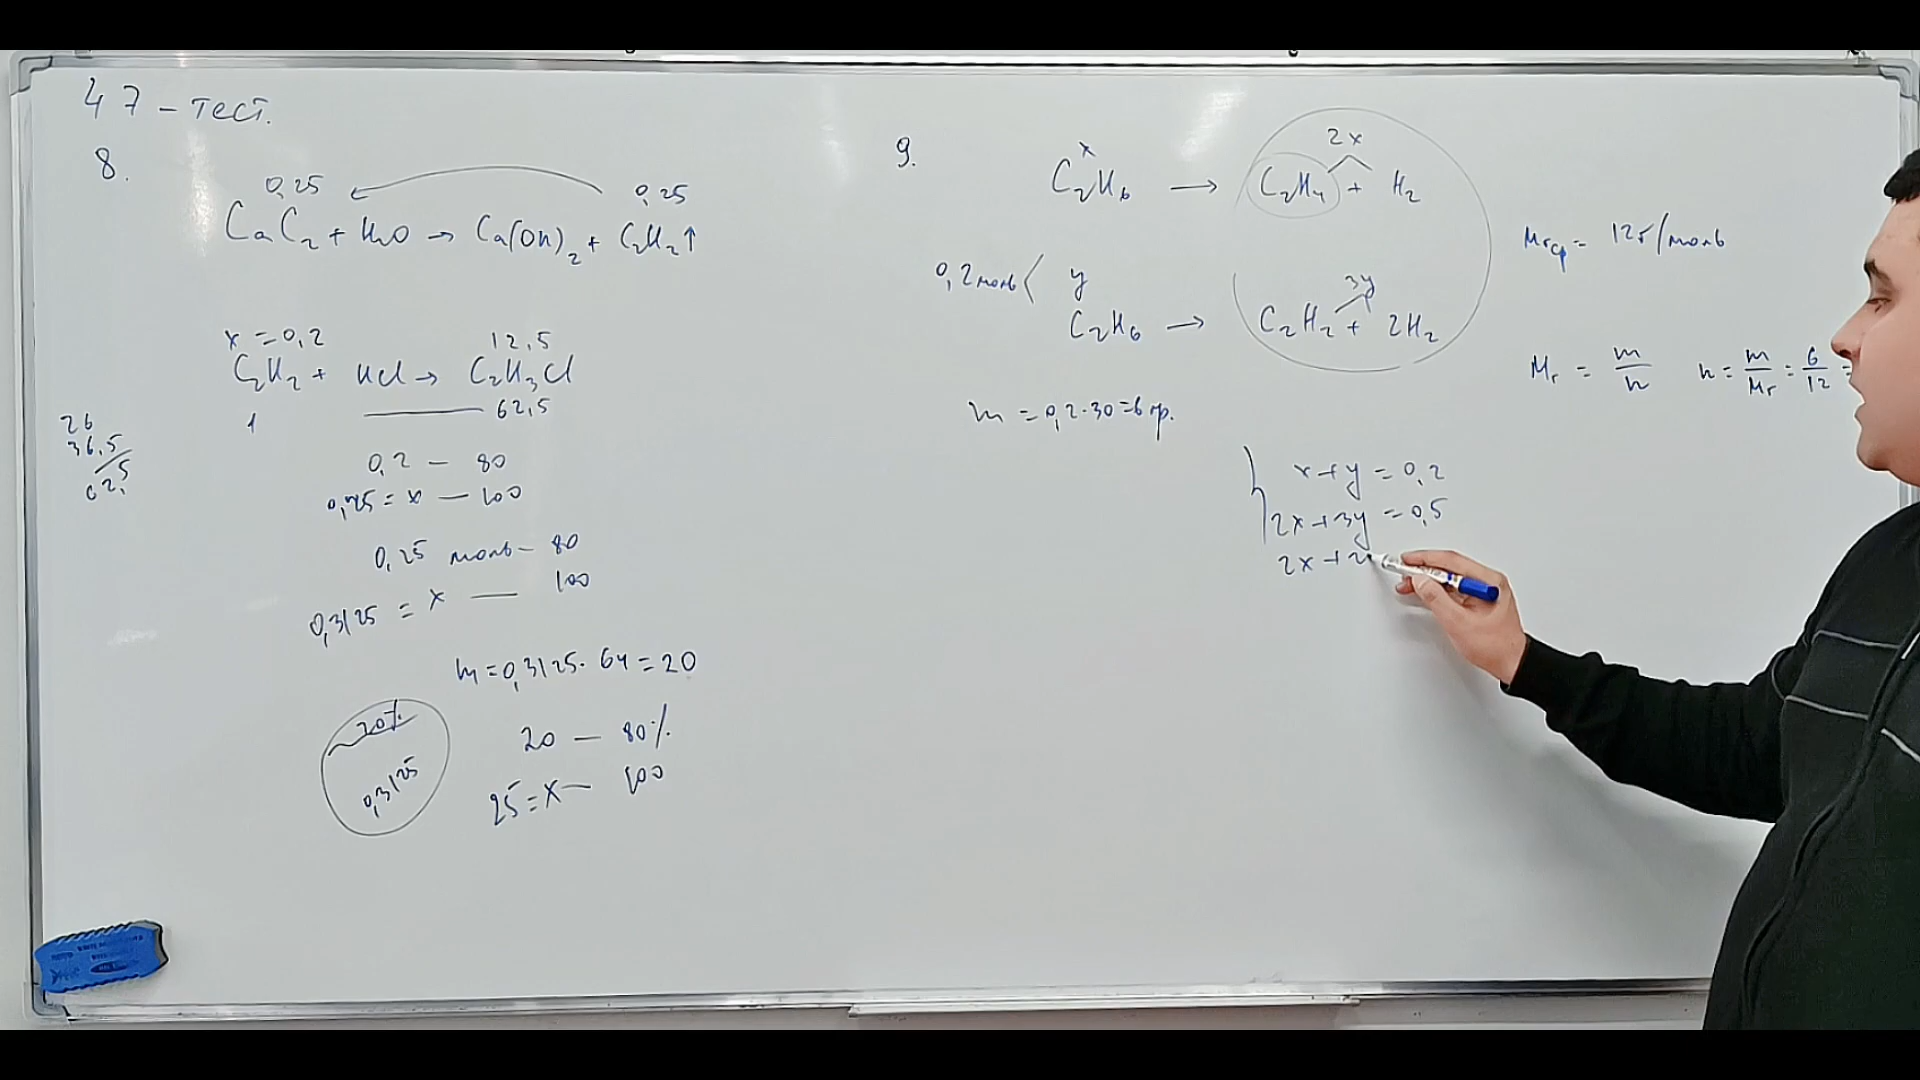 47 - тест.
8.
0,25 0,25
CaC2 + H2O → Ca(OH)2 + C2H2↑
x = 0,2 12,5
C2H2 + HCl → C2H3Cl
1 62,5
26
36,5
62,5
0,2 — 80
0,25 = x — 100
0,25 моль - 80
0,3125 = x — 100
m = 0,3125 · 64 = 20
20%
0,3125
20 — 80%
25 = x — 100
9.
x 2x
C2H6 → C2H4 + H2
0,2 моль
y 3y
C2H6 → C2H2 + 2H2
m = 0,2 · 30 = 6 гр.
Mrср = 12г/моль
Mr = m/n n = m/Mr = 6/12 =
x + y = 0,2
2x + 3y = 0,5
2x + 2